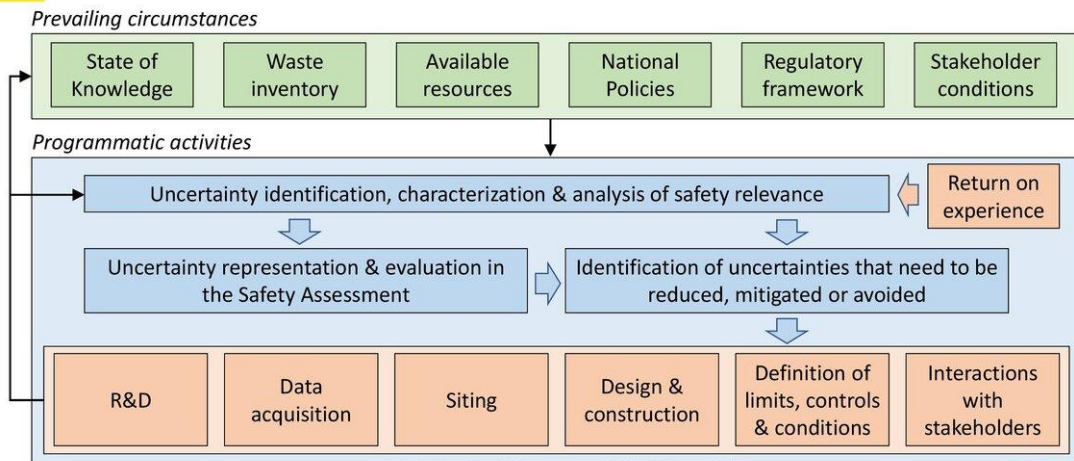 Prevailing circumstances
State of
Knowledge
Waste
inventory
Available
resources
National
Policies
Regulatory
framework
Stakeholder
conditions
Programmatic activities
Uncertainty identification, characterization & analysis of safety relevance
Return on
experience
Uncertainty representation & evaluation in
the Safety Assessment
Identification of uncertainties that need to be
reduced, mitigated or avoided
R&D
Data
acquisition
Siting
Design &
construction
Definition of
limits, controls
& conditions
Interactions
with
stakeholders